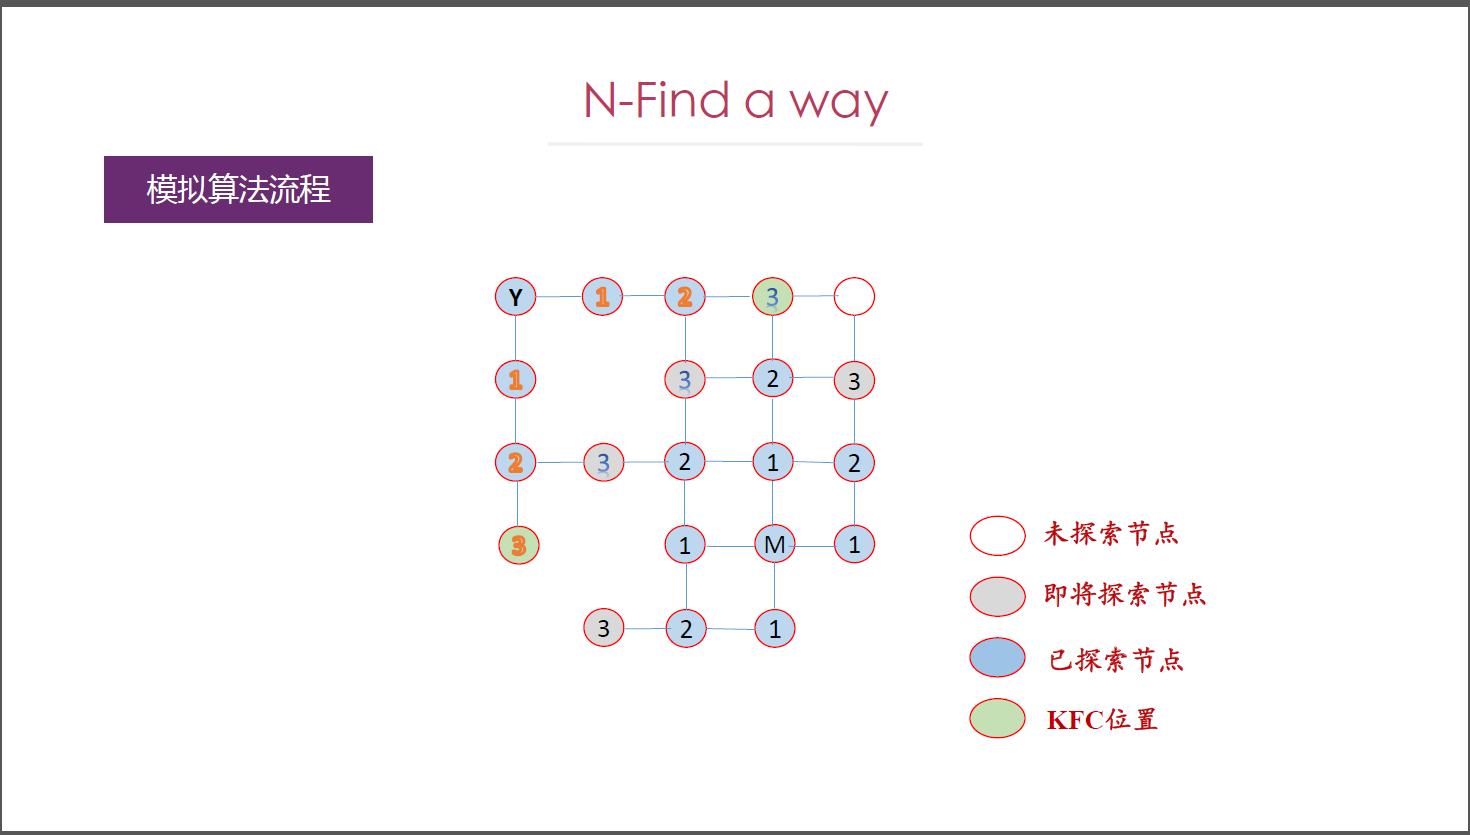 N-Find a way
模拟算法流程
Y 1 2 3
1 3 2 3
2 3 2 1 2
3 1 M 1
3 2 1
未探索节点
即将探索节点
已探索节点
KFC位置